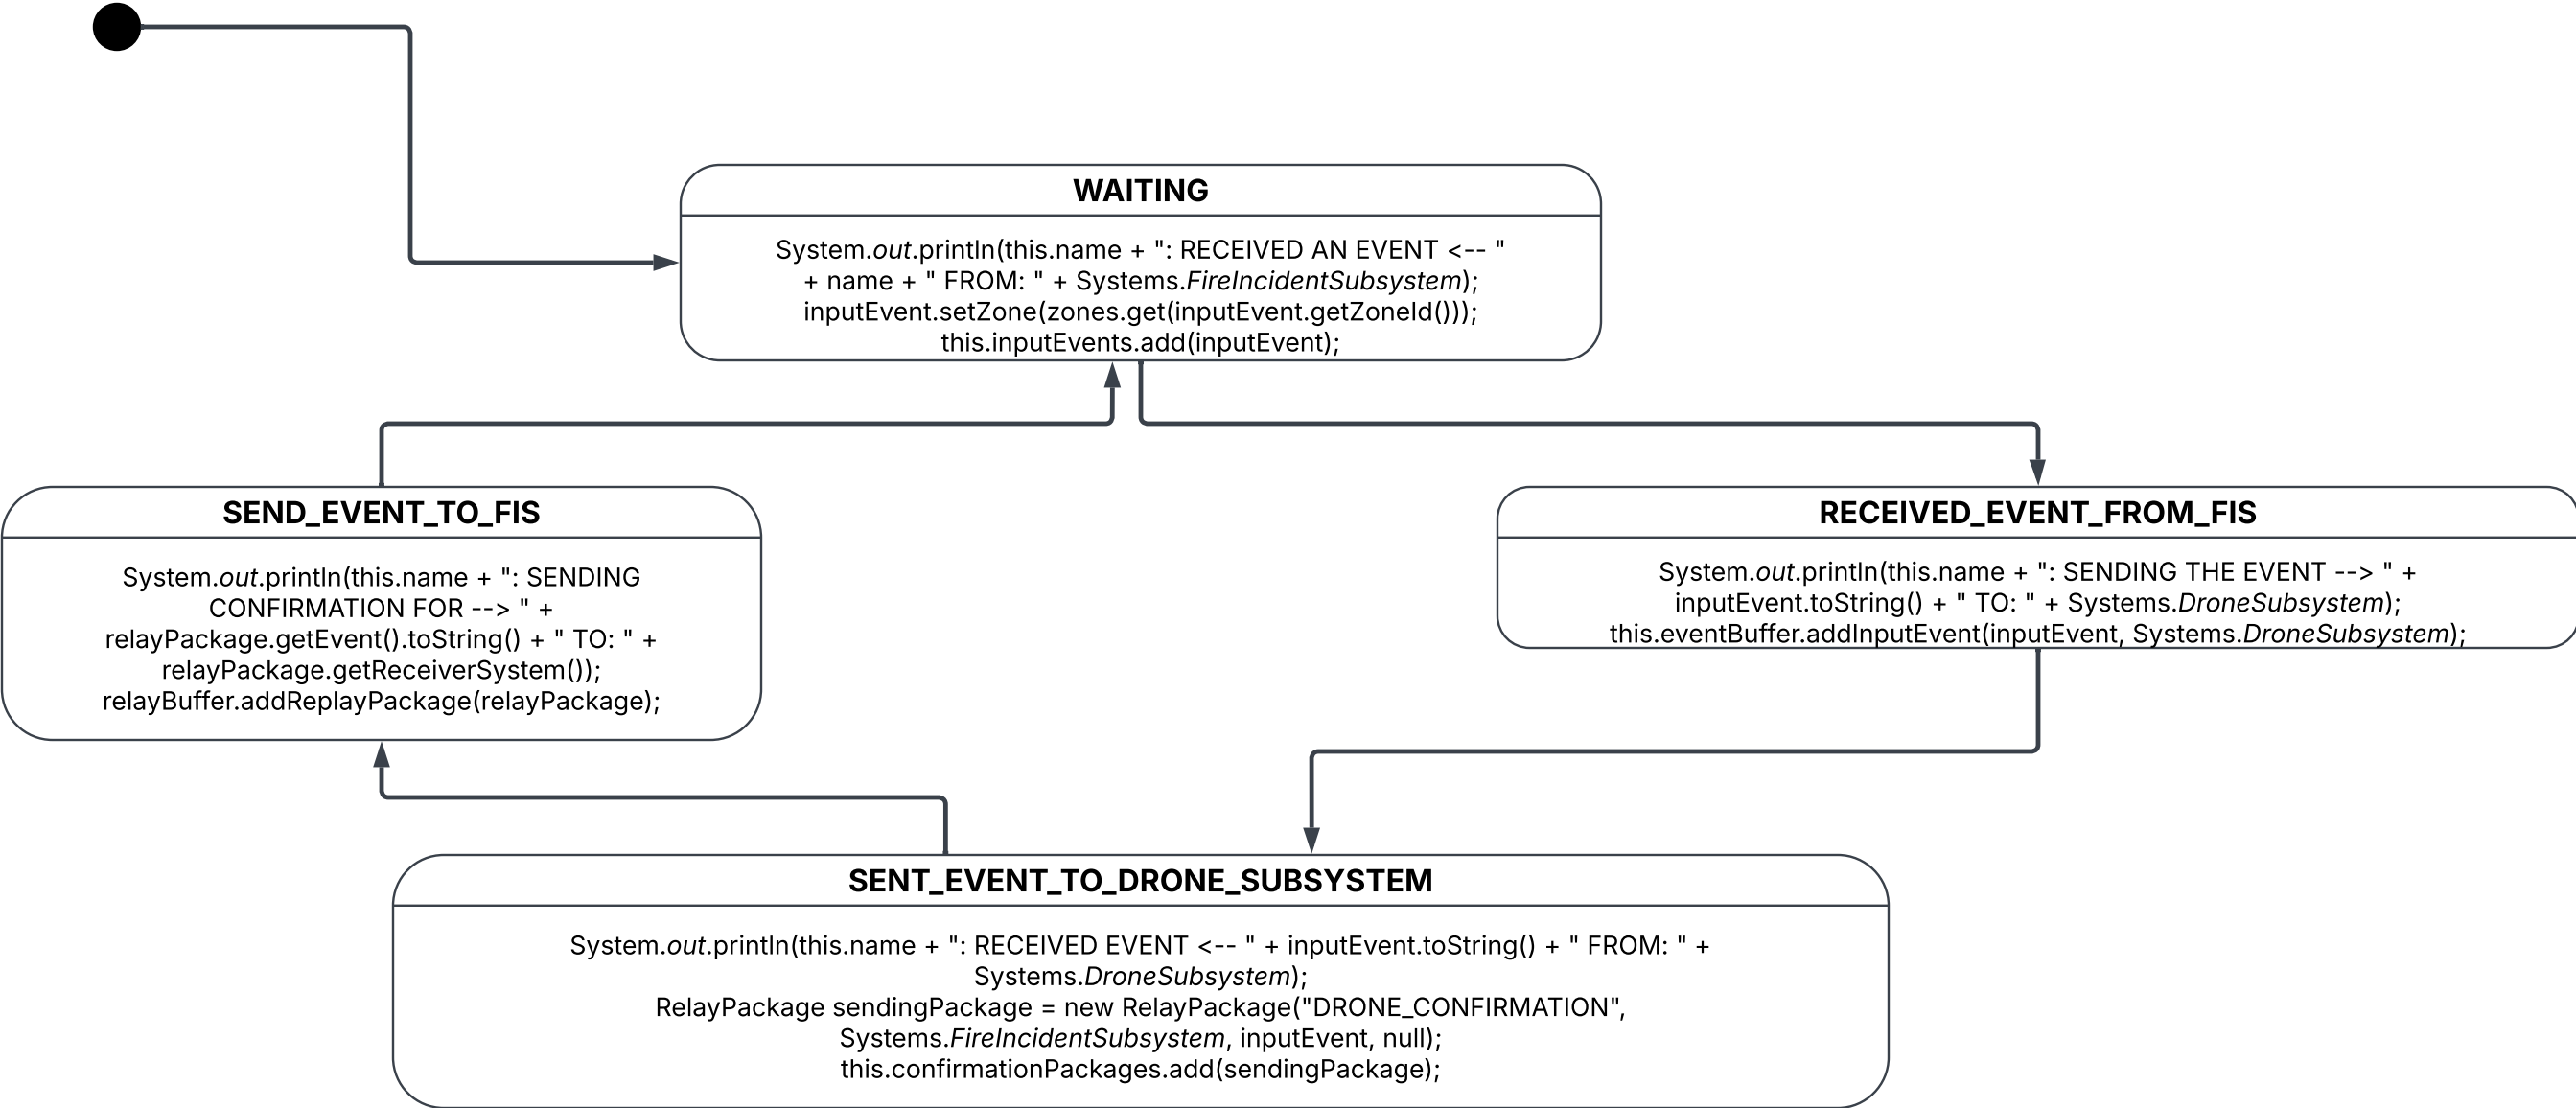 WAITING
System.out.println(this.name + ": RECEIVED AN EVENT <-- "
+ name + " FROM: " + Systems.FireIncidentSubsystem);
inputEvent.setZone(zones.get(inputEvent.getZoneId()));
this.inputEvents.add(inputEvent);
SEND_EVENT_TO_FIS
System.out.println(this.name + ": SENDING
CONFIRMATION FOR --> " +
relayPackage.getEvent().toString() + " TO: " +
relayPackage.getReceiverSystem());
relayBuffer.addReplayPackage(relayPackage);
RECEIVED_EVENT_FROM_FIS
System.out.println(this.name + ": SENDING THE EVENT --> " +
inputEvent.toString() + " TO: " + Systems.DroneSubsystem);
this.eventBuffer.addInputEvent(inputEvent, Systems.DroneSubsystem);
SENT_EVENT_TO_DRONE_SUBSYSTEM
System.out.println(this.name + ": RECEIVED EVENT <-- " + inputEvent.toString() + " FROM: " +
Systems.DroneSubsystem);
RelayPackage sendingPackage = new RelayPackage("DRONE_CONFIRMATION",
Systems.FireIncidentSubsystem, inputEvent, null);
this.confirmationPackages.add(sendingPackage);